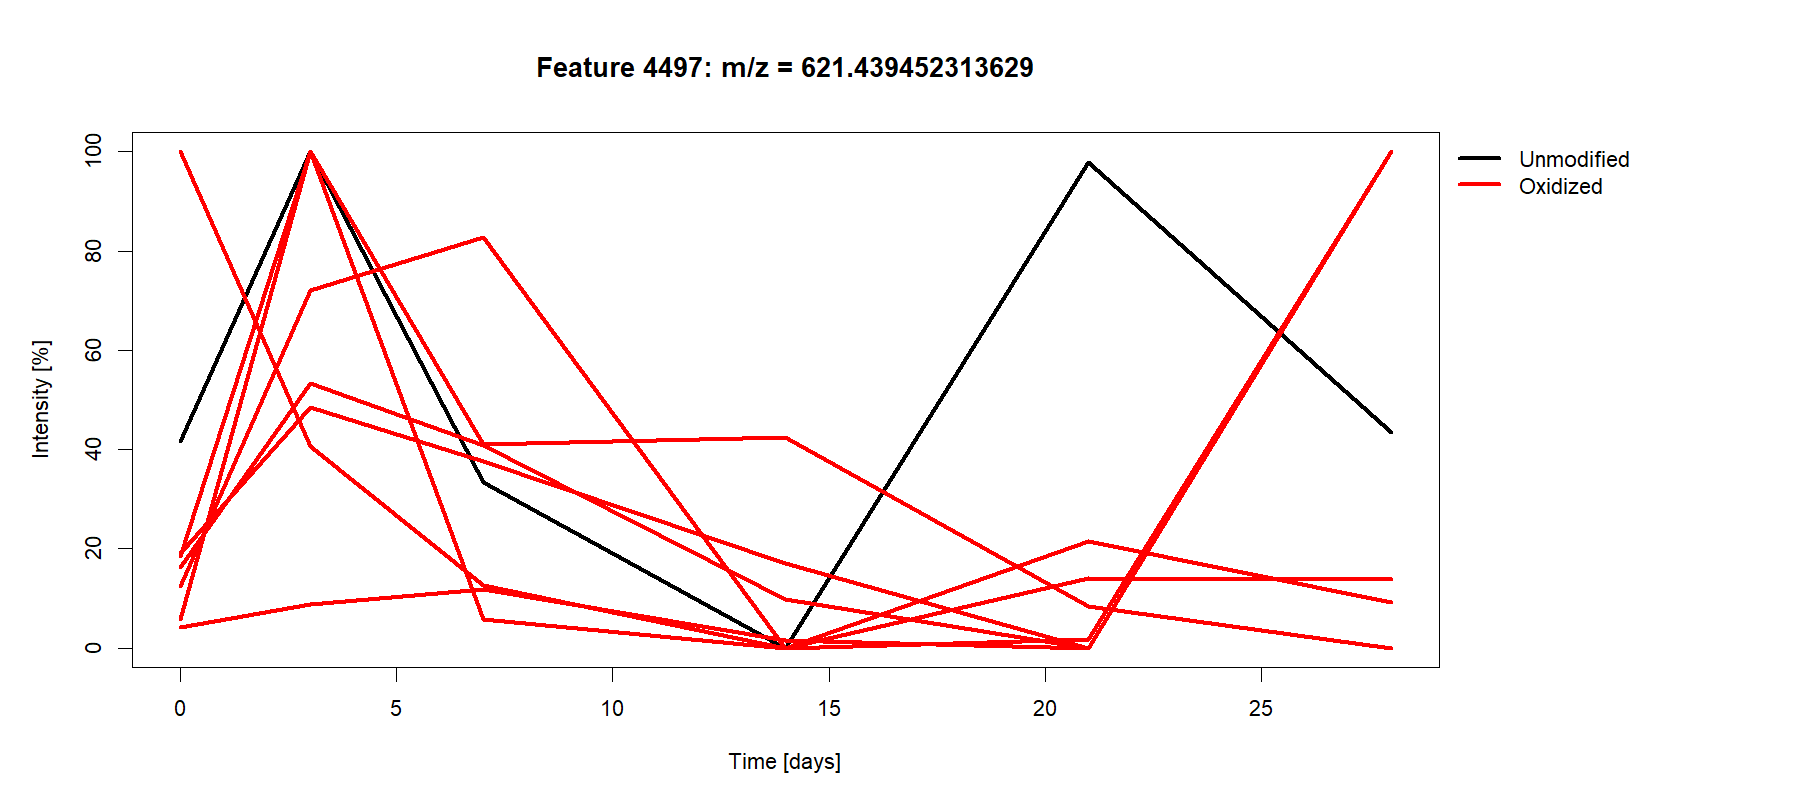 Feature 4497: m/z = 621.439452313629
Unmodified
Oxidized
Intensity [%]
100
80
60
40
20
0
0 5 10 15 20 25
Time [days]